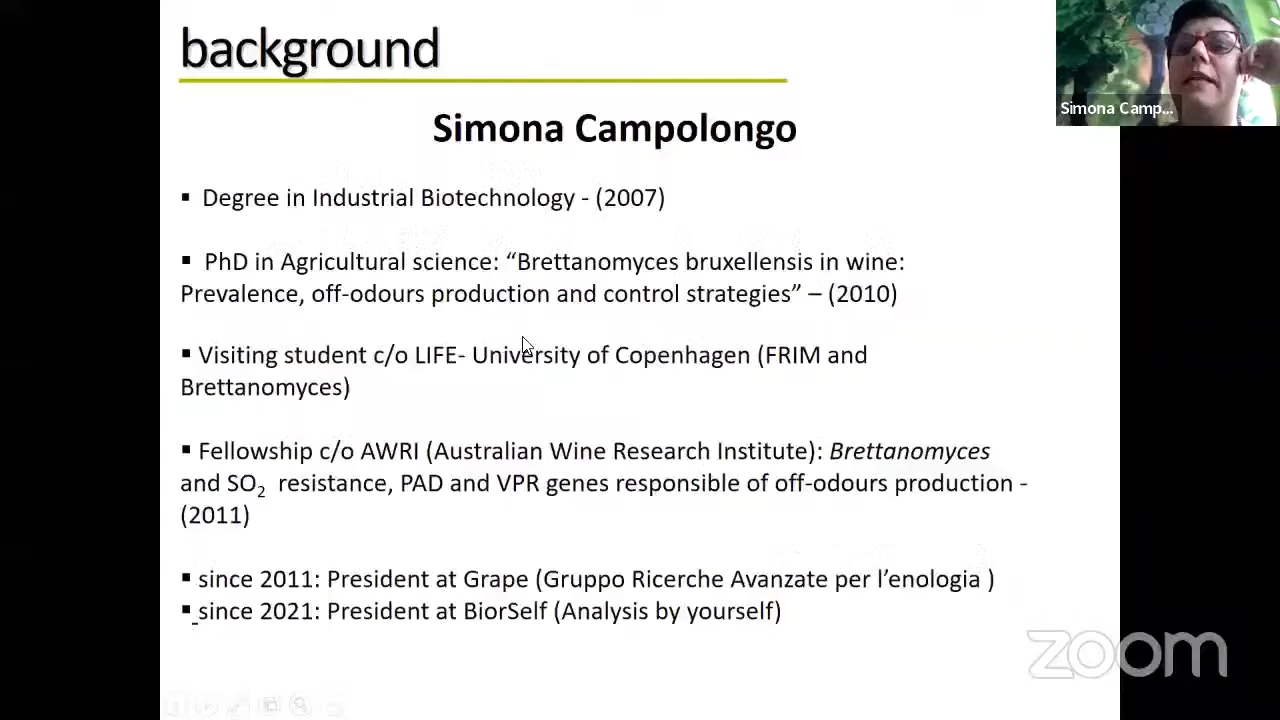 background
Simona Camp...
Simona Campolongo
▪ Degree in Industrial Biotechnology - (2007)
▪ PhD in Agricultural science: “Brettanomyces bruxellensis in wine:
Prevalence, off-odours production and control strategies” – (2010)
▪ Visiting student c/o LIFE- University of Copenhagen (FRIM and
Brettanomyces)
▪ Fellowship c/o AWRI (Australian Wine Research Institute): Brettanomyces
and SO₂ resistance, PAD and VPR genes responsible of off-odours production -
(2011)
▪ since 2011: President at Grape (Gruppo Ricerche Avanzate per l’enologia )
▪ since 2021: President at BiorSelf (Analysis by yourself)
zoom